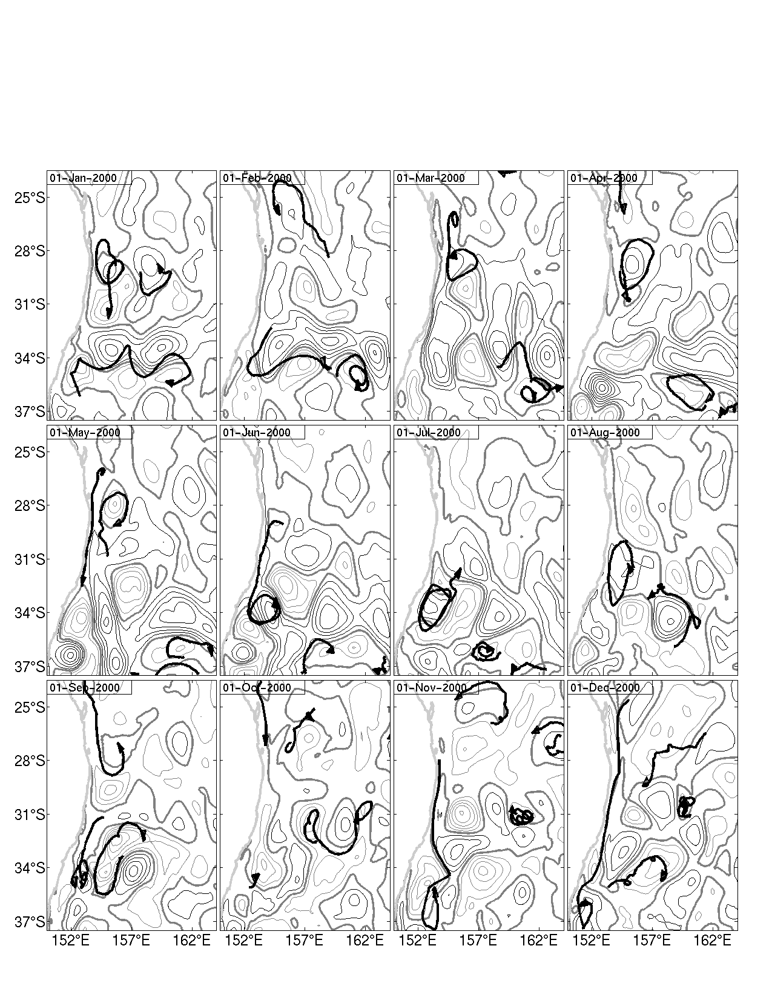 01-Jan-2000 01-Feb-2000 01-Mar-2000 01-Apr-2000
25°S
28°S
31°S
34°S
37°S
01-May-2000 01-Jun-2000 01-Jul-2000 01-Aug-2000
25°S
28°S
31°S
34°S
37°S
01-Sep-2000 01-Oct-2000 01-Nov-2000 01-Dec-2000
25°S
28°S
31°S
34°S
37°S
152°E 157°E 162°E 152°E 157°E 162°E 152°E 157°E 162°E 152°E 157°E 162°E